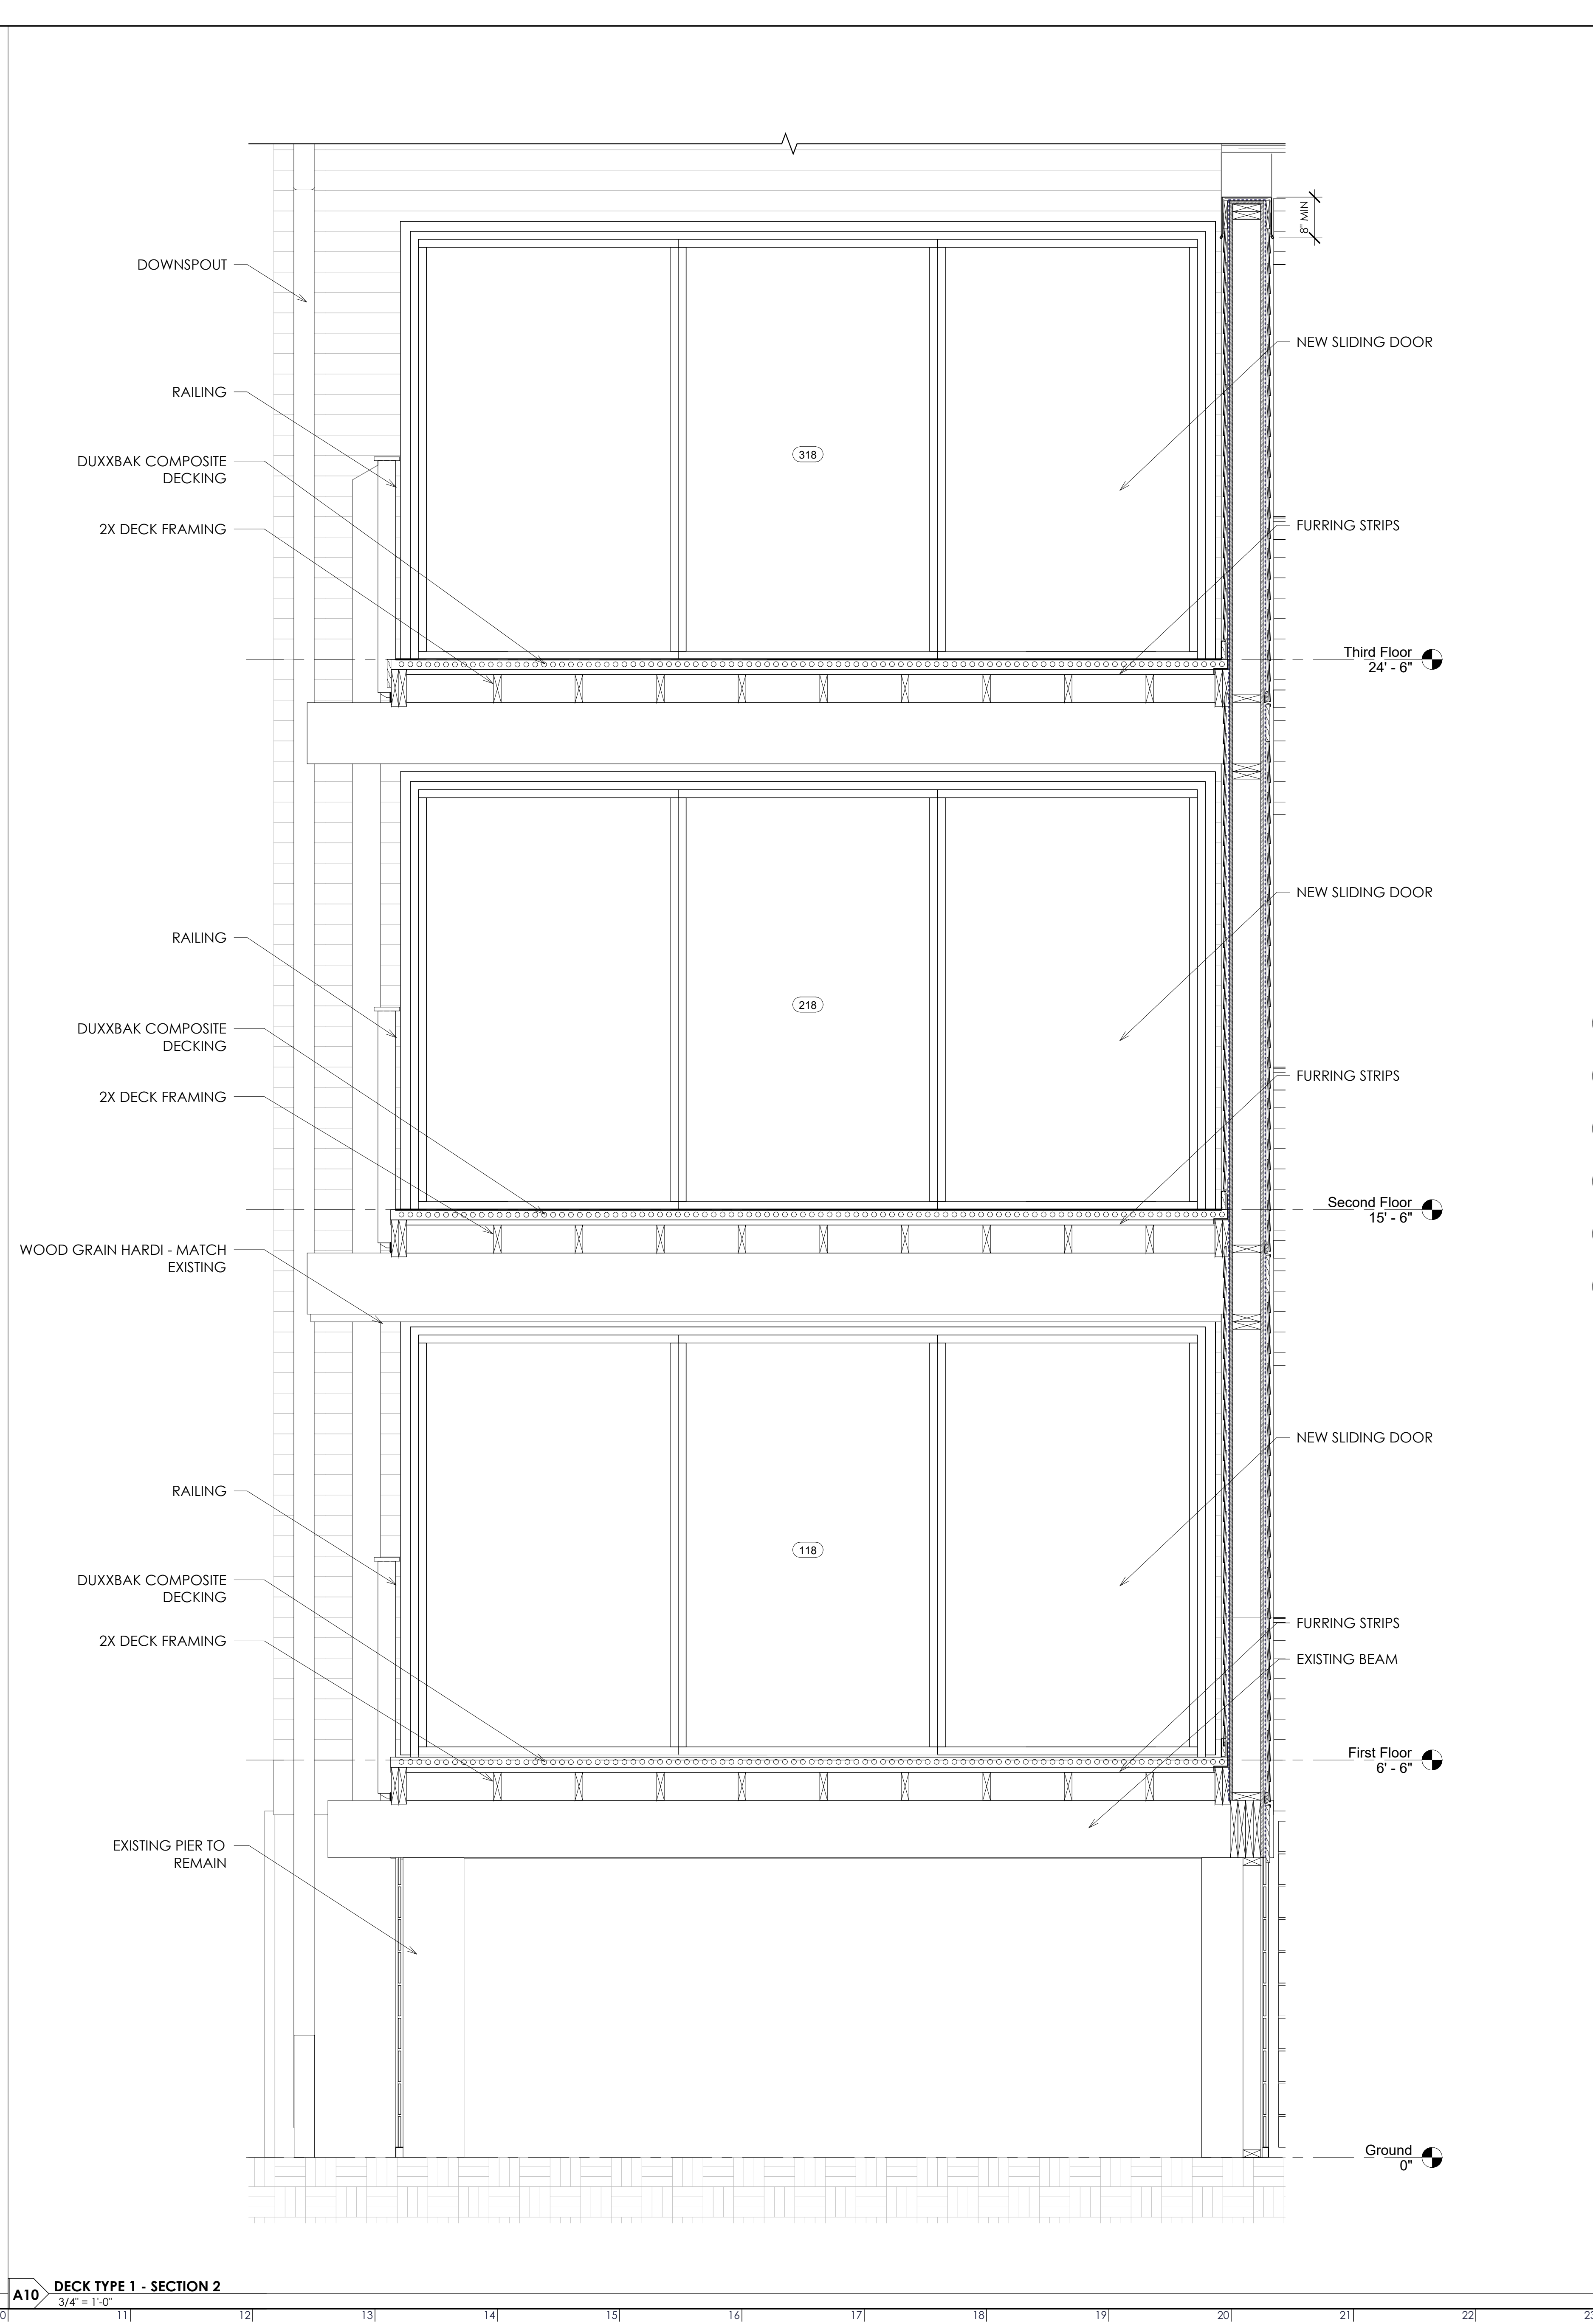 8" MIN
DOWNSPOUT
NEW SLIDING DOOR
RAILING
318
DUXXBAK COMPOSITE
DECKING
2X DECK FRAMING
FURRING STRIPS
Third Floor
24' - 6"
NEW SLIDING DOOR
RAILING
218
DUXXBAK COMPOSITE
DECKING
FURRING STRIPS
2X DECK FRAMING
Second Floor
15' - 6"
WOOD GRAIN HARDI - MATCH
EXISTING
NEW SLIDING DOOR
RAILING
118
DUXXBAK COMPOSITE
DECKING
FURRING STRIPS
2X DECK FRAMING
EXISTING BEAM
First Floor
6' - 6"
EXISTING PIER TO
REMAIN
Ground
0"
A10
DECK TYPE 1 - SECTION 2
3/4" = 1'-0"
11 12 13 14 15 16 17 18 19 20 21 22